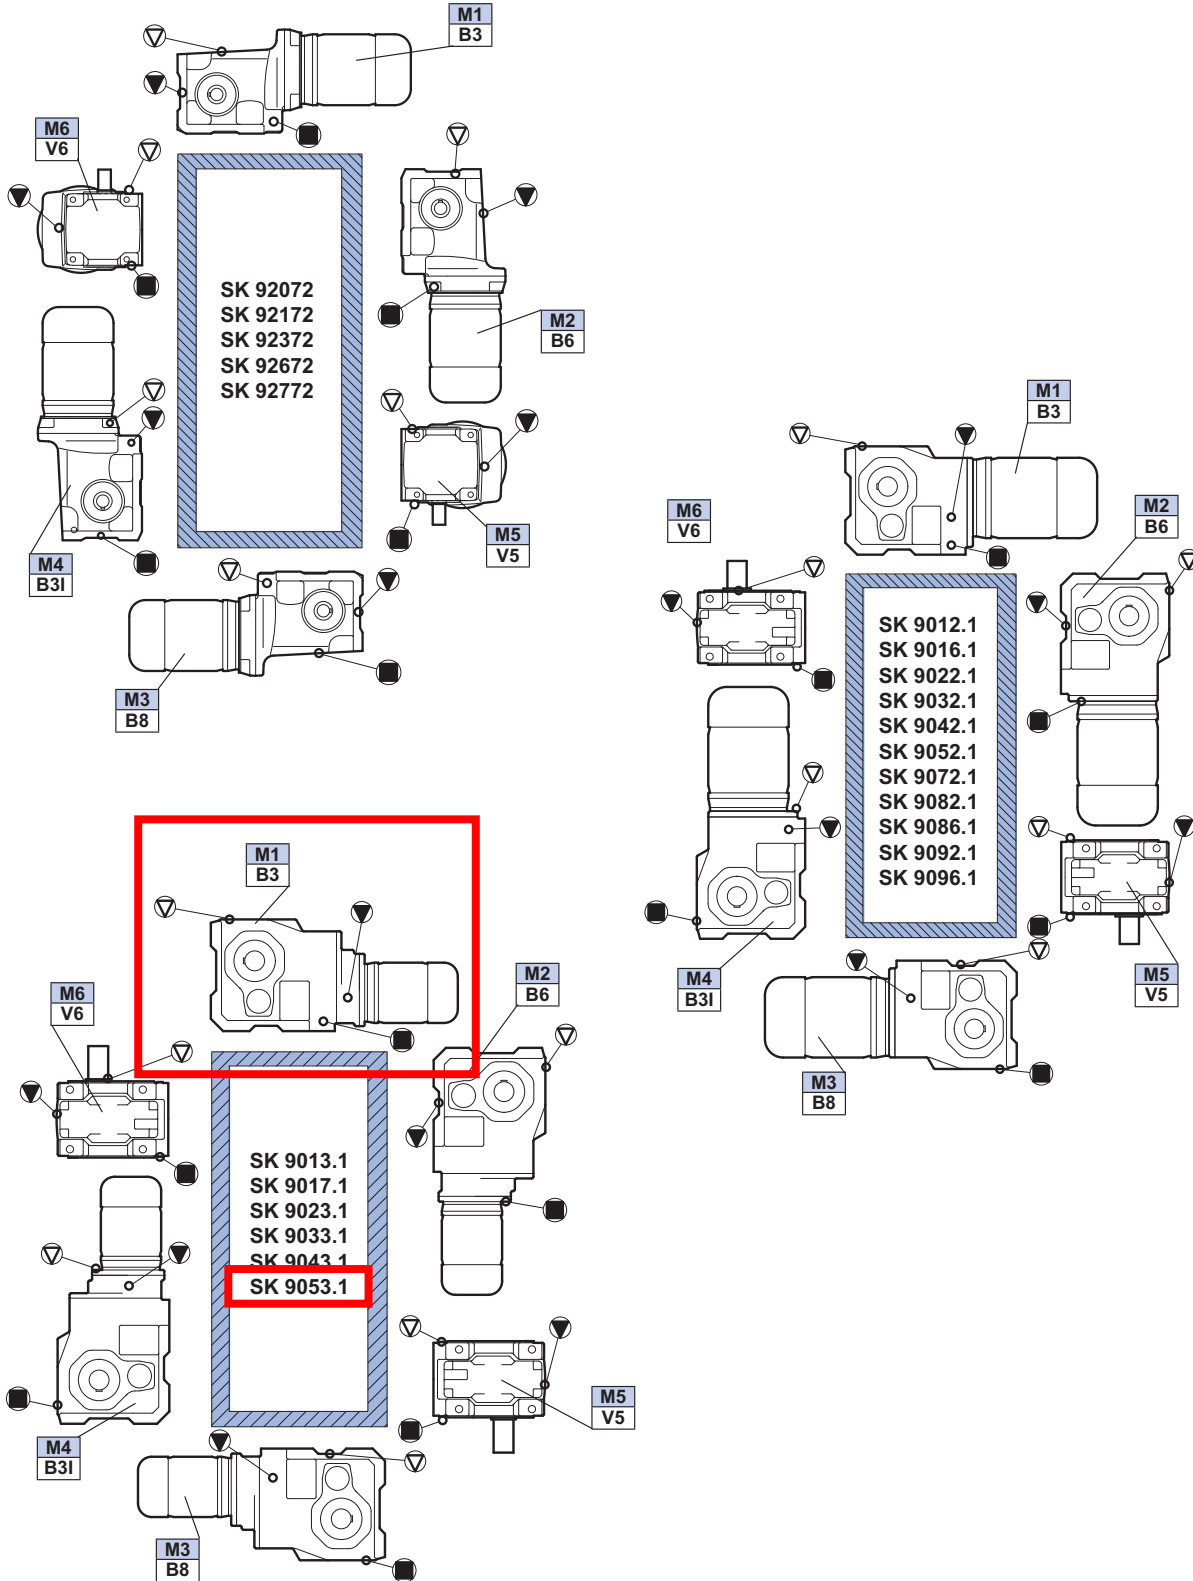 M1
B3
M6
V6
SK 92072
SK 92172
SK 92372
SK 92672
SK 92772
M2
B6
M5
V5
M4
B3I
M3
B8
M1
B3
M6
V6
M2
B6
SK 9012.1
SK 9016.1
SK 9022.1
SK 9032.1
SK 9042.1
SK 9052.1
SK 9072.1
SK 9082.1
SK 9086.1
SK 9092.1
SK 9096.1
M4
B3I
M5
V5
M3
B8
M1
B3
M6
V6
M2
B6
SK 9013.1
SK 9017.1
SK 9023.1
SK 9033.1
SK 9043.1
SK 9053.1
M5
V5
M4
B3I
M3
B8